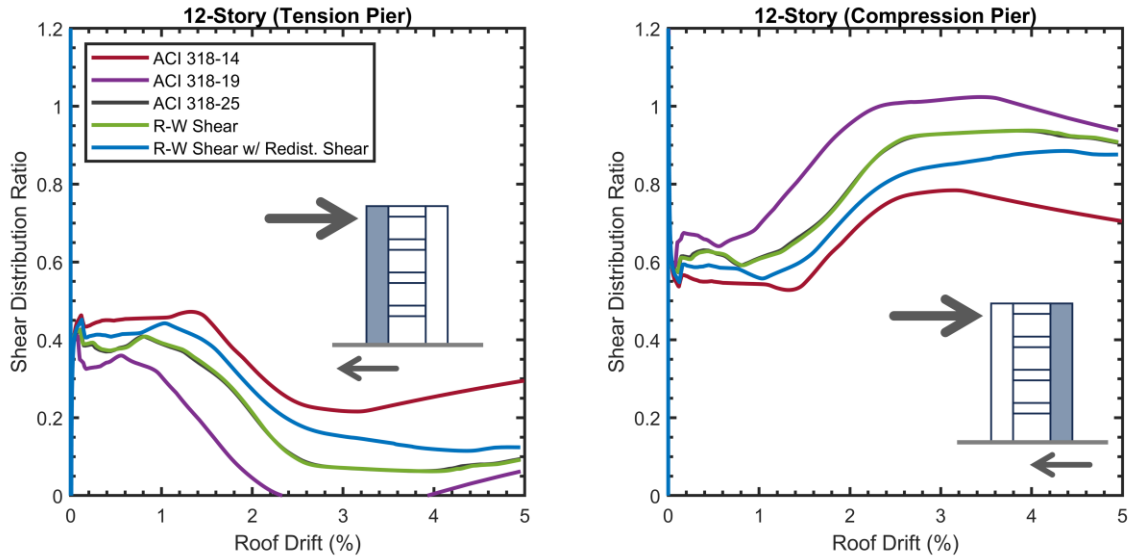 12-Story (Tension Pier)
Shear Distribution Ratio
1.2
1
0.8
0.6
0.4
0.2
0
ACI 318-14
ACI 318-19
ACI 318-25
R-W Shear
R-W Shear w/ Redist. Shear
0 1 2 3 4 5
Roof Drift (%)
12-Story (Compression Pier)
Shear Distribution Ratio
1.2
1
0.8
0.6
0.4
0.2
0
0 1 2 3 4 5
Roof Drift (%)